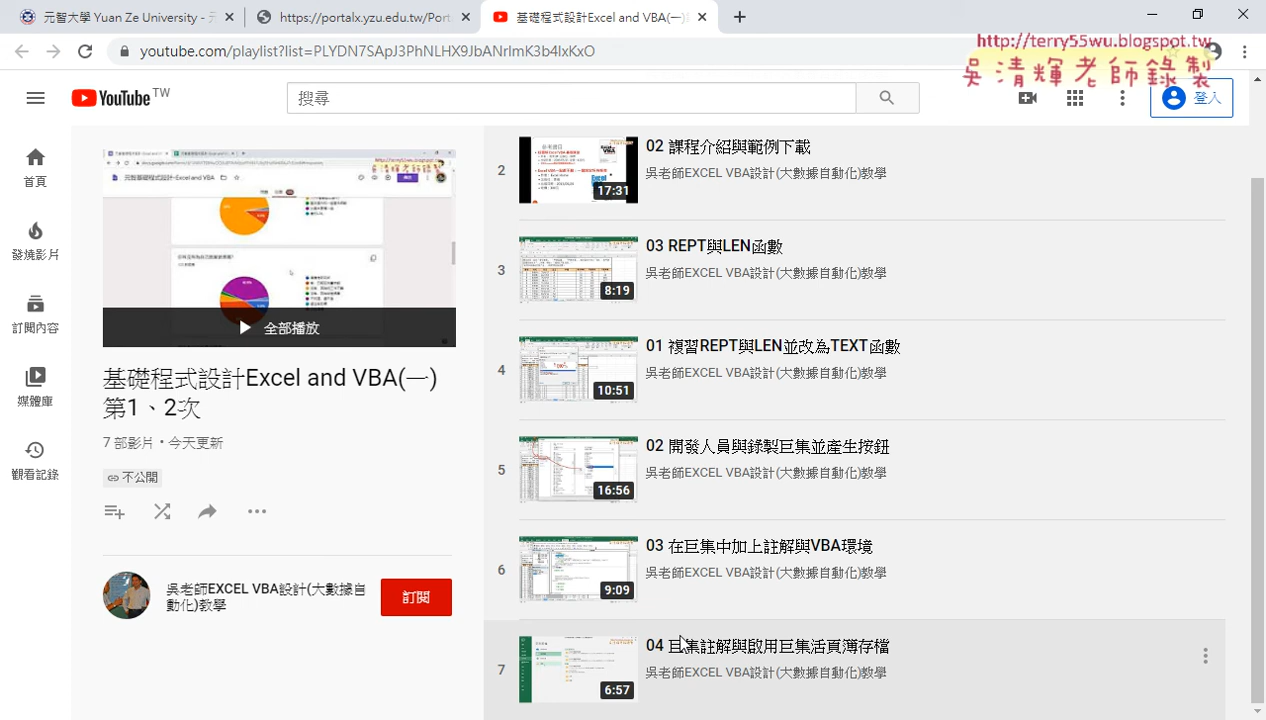 元智大學 Yuan Ze University - 元
https://portalx.yzu.edu.tw/Port
基礎程式設計Excel and VBA(一)
youtube.com/playlist?list=PLYDN7SApJ3PhNLHX9JbANrlmK3b4lxKxO
http://terry55wu.blogspot.tw
吳清輝老師錄製
YouTube TW
搜尋
登入
首頁
發燒影片
訂閱內容
媒體庫
觀看記錄
全部播放
基礎程式設計Excel and VBA(一)
第1、2次
7 部影片・今天更新
不公開
吳老師EXCEL VBA設計(大數據自
動化)教學
訂閱
2
17:31
02 課程介紹與範例下載
吳老師EXCEL VBA設計(大數據自動化)教學
3
8:19
03 REPT與LEN函數
吳老師EXCEL VBA設計(大數據自動化)教學
4
10:51
01 複習REPT與LEN並改為TEXT函數
吳老師EXCEL VBA設計(大數據自動化)教學
5
16:56
02 開發人員與錄製巨集並產生按鈕
吳老師EXCEL VBA設計(大數據自動化)教學
6
9:09
03 在巨集中加上註解與VBA環境
吳老師EXCEL VBA設計(大數據自動化)教學
7
6:57
04 巨集註解與啟用巨集活頁簿存檔
吳老師EXCEL VBA設計(大數據自動化)教學